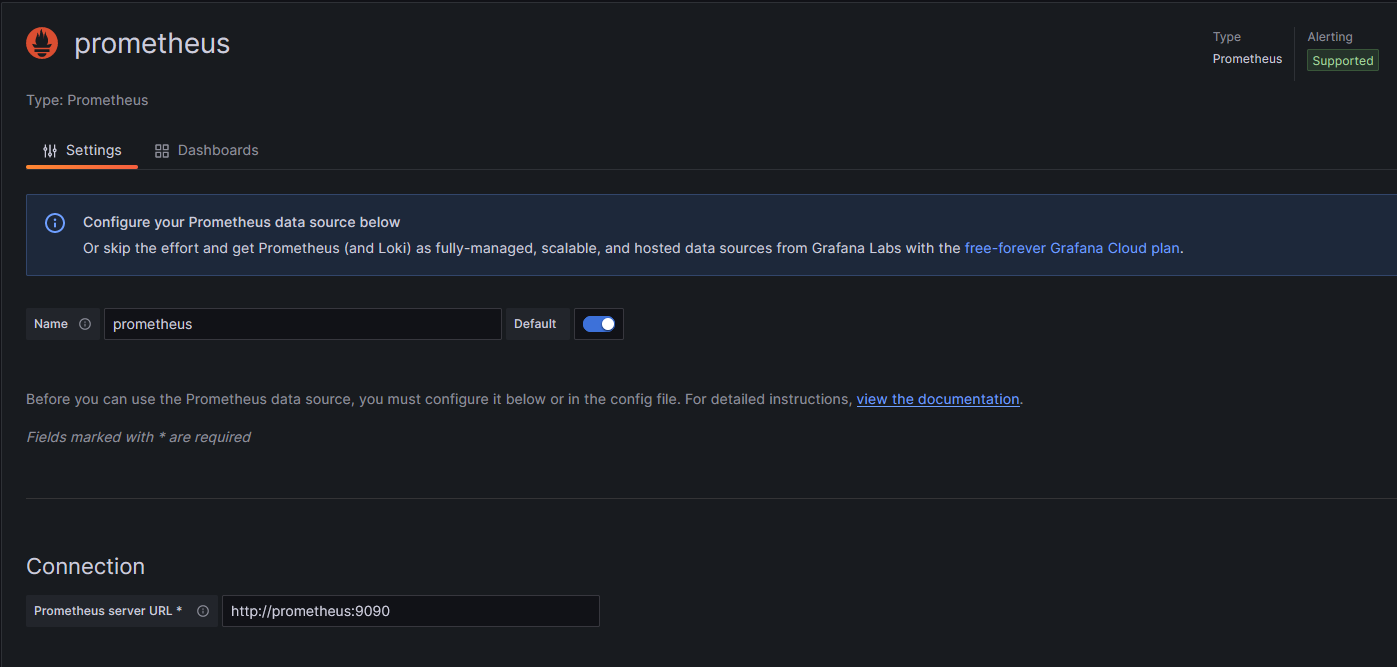 prometheus
Type
Alerting
Prometheus
Supported
Type: Prometheus
Settings
Dashboards
Configure your Prometheus data source below
Or skip the effort and get Prometheus (and Loki) as fully-managed, scalable, and hosted data sources from Grafana Labs with the free-forever Grafana Cloud plan.
Name
prometheus
Default
Before you can use the Prometheus data source, you must configure it below or in the config file. For detailed instructions, view the documentation.
Fields marked with * are required
Connection
Prometheus server URL *
http://prometheus:9090